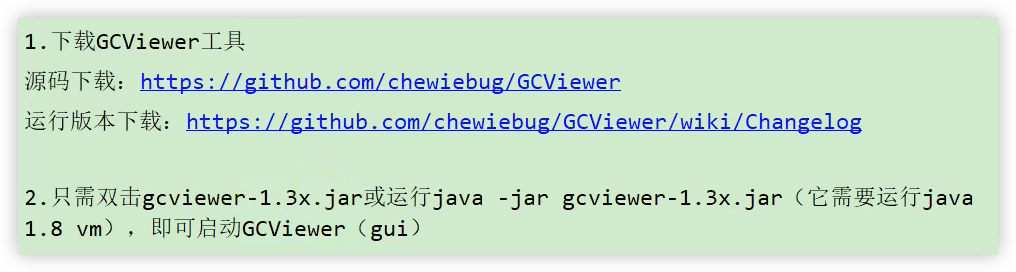 1.下载GCViewer工具
源码下载：https://github.com/chewiebug/GCViewer
运行版本下载：https://github.com/chewiebug/GCViewer/wiki/Changelog
2.只需双击gcviewer-1.3x.jar或运行java -jar gcviewer-1.3x.jar（它需要运行java
1.8 vm），即可启动GCViewer（gui）